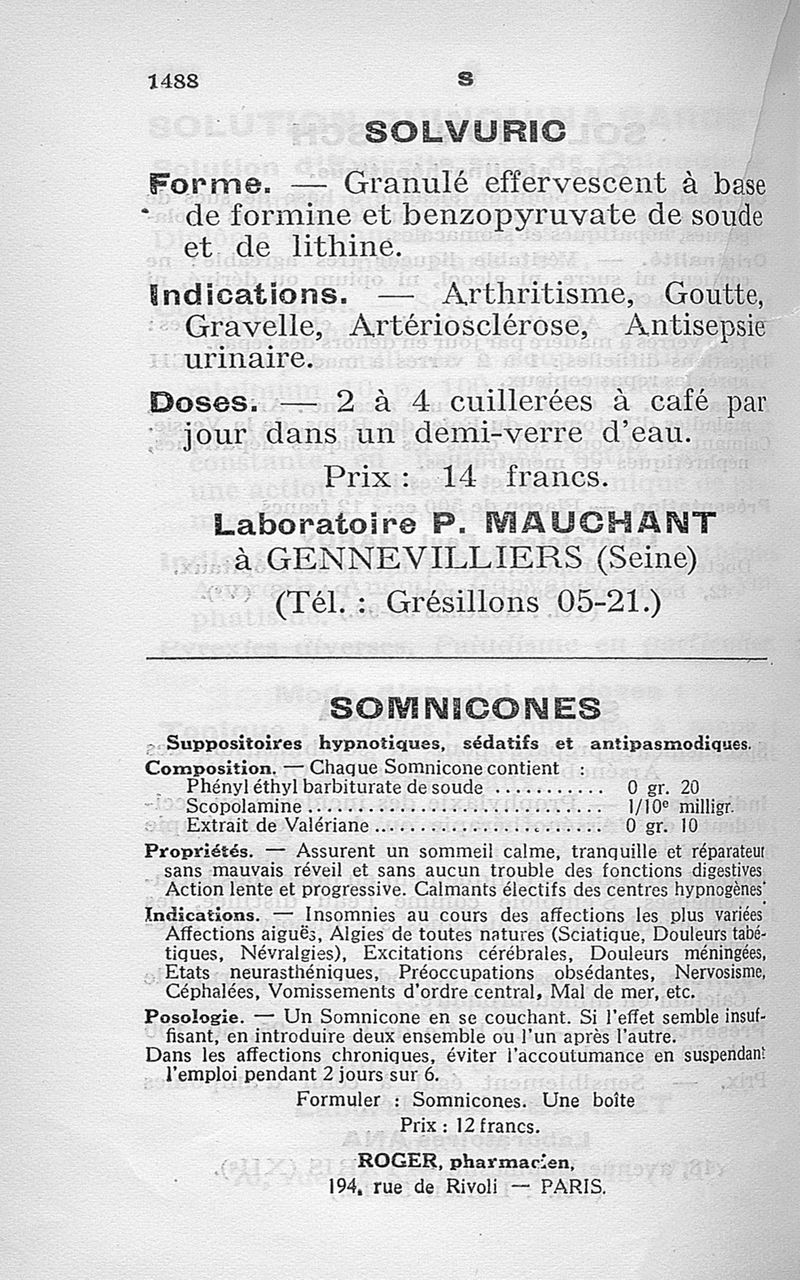 1488 S
SOLVURIC
Forme. — Granulé effervescent à base
de formine et benzopyruvate de soude
et de lithine.
Indications. — Arthritisme, Goutte,
Gravelle, Artériosclérose, Antisepsie
urinaire.
Doses. — 2 à 4 cuillerées à café par
jour dans un demi-verre d'eau.
Prix : 14 francs.
Laboratoire P. MAUCHANT
à GENNEVILLIERS (Seine)
(Tél. : Grésillons 05-21.)
SOMNICONES
Suppositoires hypnotiques, sédatifs et antipasmodiques.
Composition. — Chaque Somnicone contient :
Phényl éthyl barbiturate de soude ........... 0 gr. 20
Scopolamine ........................... 1/10e milligr.
Extrait de Valériane ..................... 0 gr. 10
Propriétés. — Assurent un sommeil calme, tranquille et réparateur
sans mauvais réveil et sans aucun trouble des fonctions digestives
Action lente et progressive. Calmants électifs des centres hypnogènes.
Indications. — Insomnies au cours des affections les plus variées
Affections aiguës, Algies de toutes natures (Sciatique, Douleurs tabé-
tiques, Névralgies), Excitations cérébrales, Douleurs méningées,
Etats neurasthéniques, Préoccupations obsédantes, Nervosisme,
Céphalées, Vomissements d'ordre central, Mal de mer, etc.
Posologie. — Un Somnicone en se couchant. Si l'effet semble insuf-
fisant, en introduire deux ensemble ou l'un après l'autre.
Dans les affections chroniques, éviter l'accoutumance en suspendant
l'emploi pendant 2 jours sur 6.
Formuler : Somnicones. Une boîte
Prix : 12 francs.
ROGER, pharmacien,
194, rue de Rivoli — PARIS.